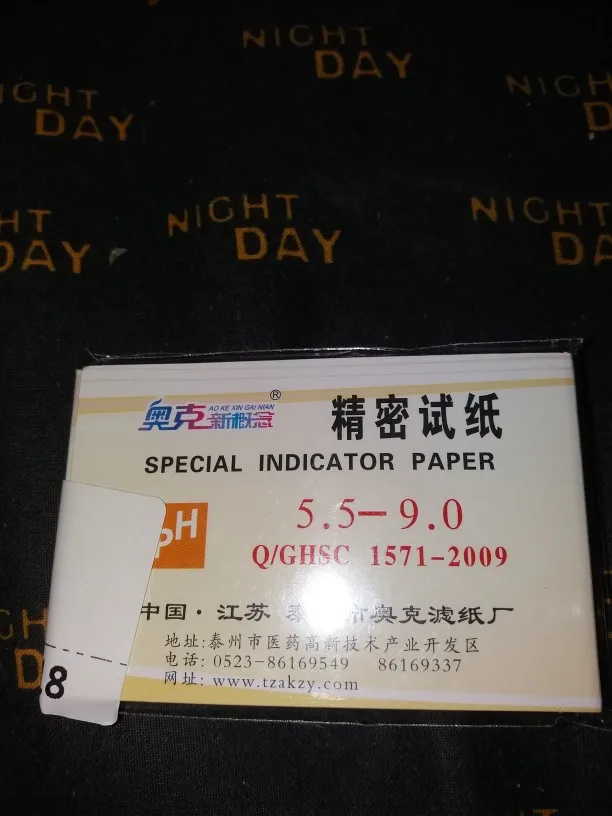 NIGHT
DAY
NIGHT
DAY
NIGHT
DAY
NIGHT
DAY
奥克 AO KE XIN GAI NIAN ®
新概念
精密试纸
SPECIAL INDICATOR PAPER
PH
5.5-9.0
Q/GHSC 1571-2009
中国·江苏 市奥克滤纸厂
地址:泰州市医药高新技术产业开发区
电话: 0523-86169549 86169337
网址: www.tzakzy.com
8